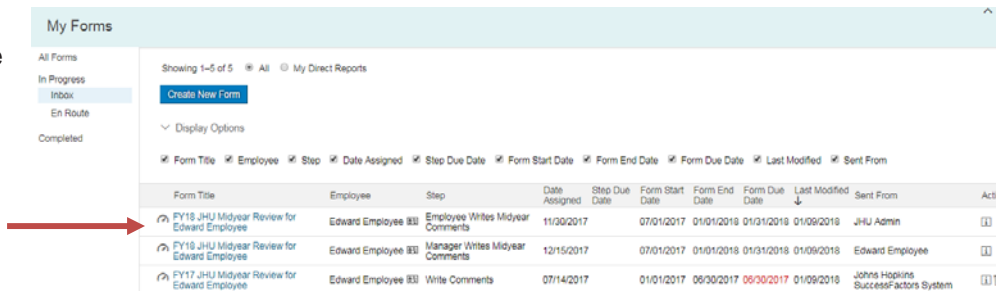 My Forms
e
All Forms
In Progress
Inbox
En Route
Completed
Showing 1–5 of 5 All My Direct Reports
Create New Form
Display Options
Form Title Employee Step Date Assigned Step Due Date Form Start Date Form End Date Form Due Date Last Modified Sent From
Form Title Employee Step Date Assigned Step Due Date Form Start Date Form End Date Form Due Date Last Modified ↓ Sent From Acti
FY18 JHU Midyear Review for Edward Employee Edward Employee Employee Writes Midyear Comments 11/30/2017 07/01/2017 01/01/2018 01/31/2018 01/09/2018 JHU Admin
FY18 JHU Midyear Review for Edward Employee Edward Employee Manager Writes Midyear Comments 12/15/2017 07/01/2017 01/01/2018 01/31/2018 01/09/2018 Edward Employee
FY17 JHU Midyear Review for Edward Employee Edward Employee Write Comments 07/14/2017 01/01/2017 06/30/2017 06/30/2017 01/09/2018 Johns Hopkins SuccessFactors System